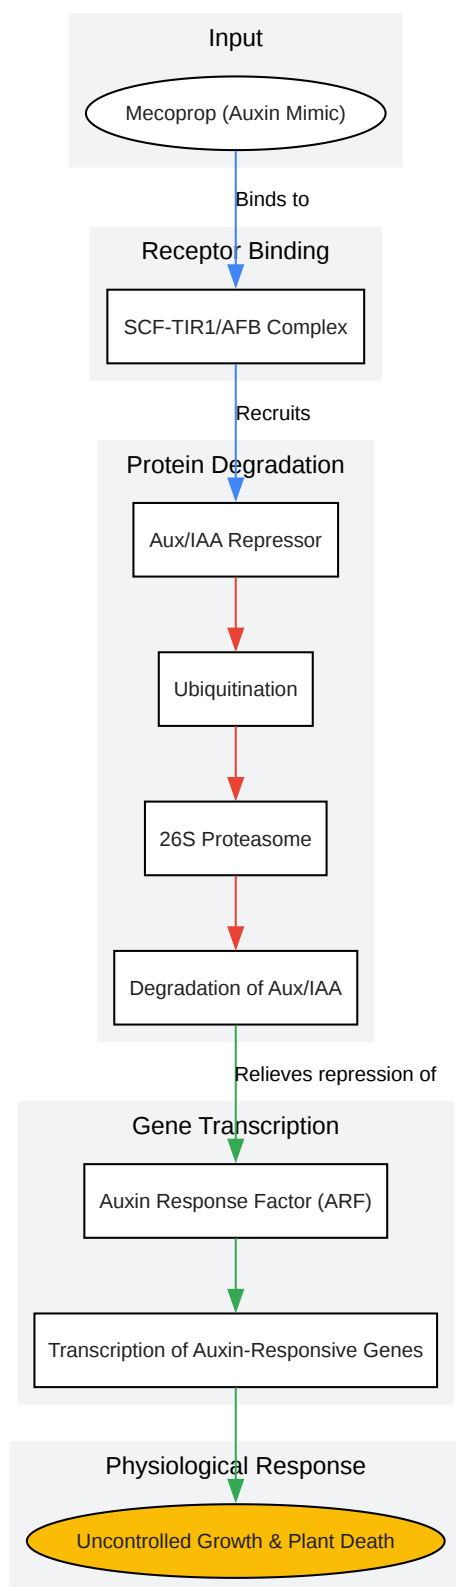 Input
Mecoprop (Auxin Mimic)
Binds to
Receptor Binding
SCF-TIR1/AFB Complex
Recruits
Protein Degradation
Aux/IAA Repressor
Ubiquitination
26S Proteasome
Degradation of Aux/IAA
Relieves repression of
Gene Transcription
Auxin Response Factor (ARF)
Transcription of Auxin-Responsive Genes
Physiological Response
Uncontrolled Growth & Plant Death